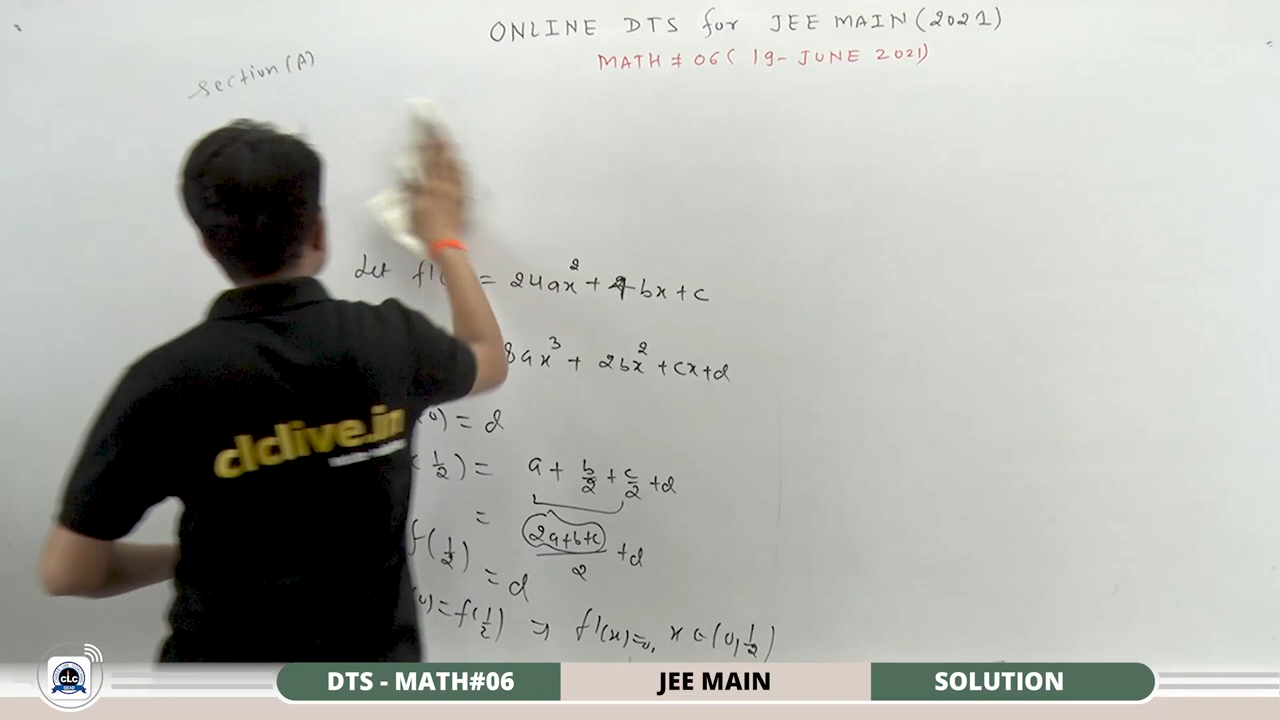 ONLINE DTS for JEE MAIN (2021)
MATH # 06 ( 19- JUNE 2021)
section (A)
Let f'( = 24ax² + 4bx + c
8ax³ + 2bx² + cx + d
(0) = d
(1/2) = a + b/2 + c/2 + d
= (2a+b+c)/2 + d
f(1/2) = d
(0) = f(1/2) ⇒ f'(x)=0, x ∈ (0, 1/2)
clclive.in
CLC
DTS - MATH#06
JEE MAIN
SOLUTION